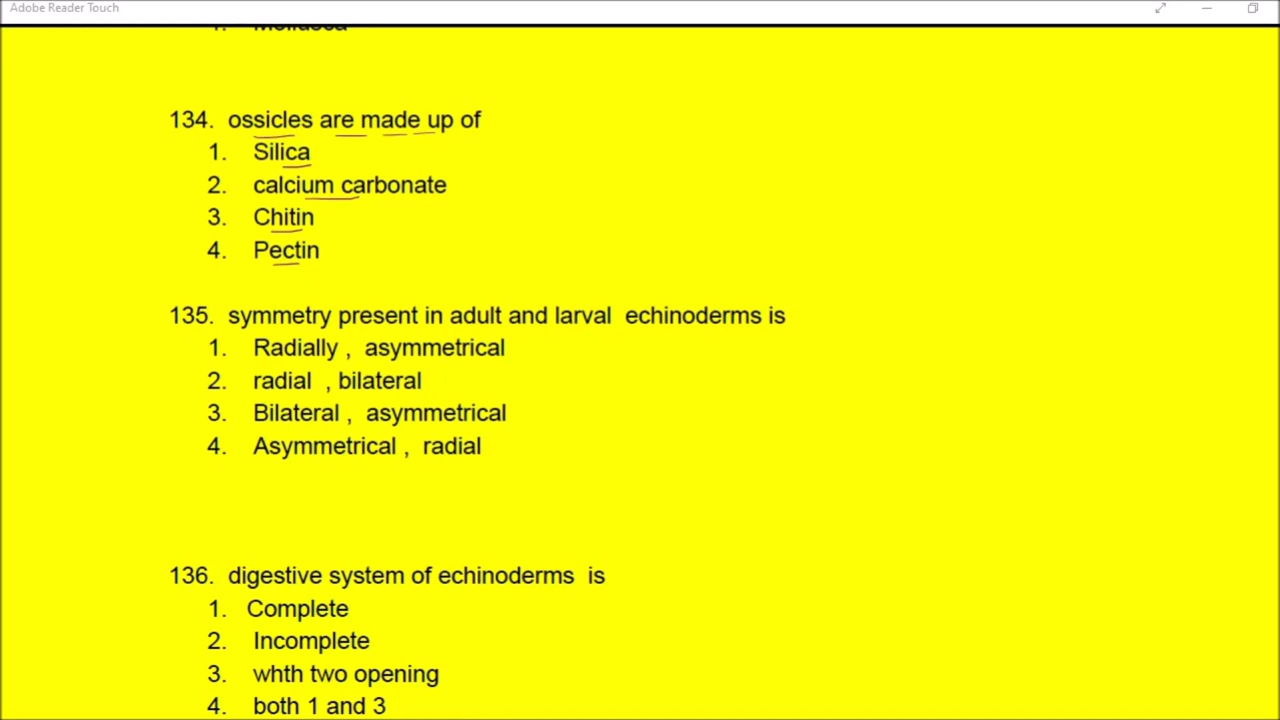 Adobe Reader Touch
134. ossicles are made up of
1. Silica
2. calcium carbonate
3. Chitin
4. Pectin
135. symmetry present in adult and larval echinoderms is
1. Radially , asymmetrical
2. radial , bilateral
3. Bilateral , asymmetrical
4. Asymmetrical , radial
136. digestive system of echinoderms is
1. Complete
2. Incomplete
3. whth two opening
4. both 1 and 3